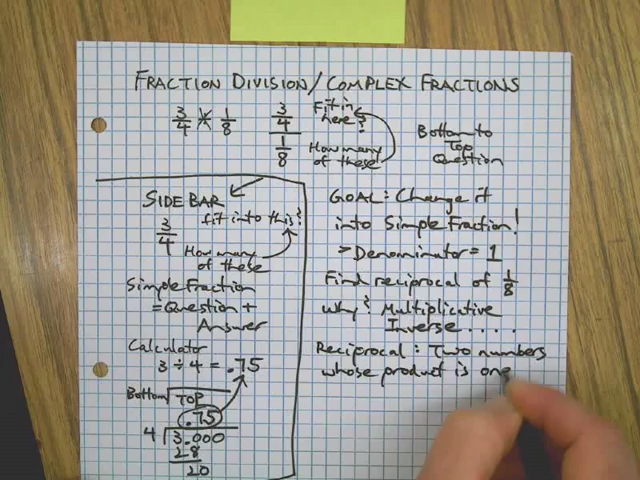 FRACTION DIVISION/COMPLEX FRACTIONS
3/4 ÷ 1/8
3/4
1/8
Fit in
here?
How many
of these
Bottom to
Top
Question
SIDEBAR
3/4
fit into this?
How many
of these
Simple Fraction
= Question +
Answer
Calculator
3 ÷ 4 = .75
Bottom TOP
.75
4 3.000
28
20
GOAL: Change it
into Simple Fraction!
> Denominator = 1
Find reciprocal of 1/8
Why? Multiplicative
Inverse....
Reciprocal: Two numbers
whose product is one